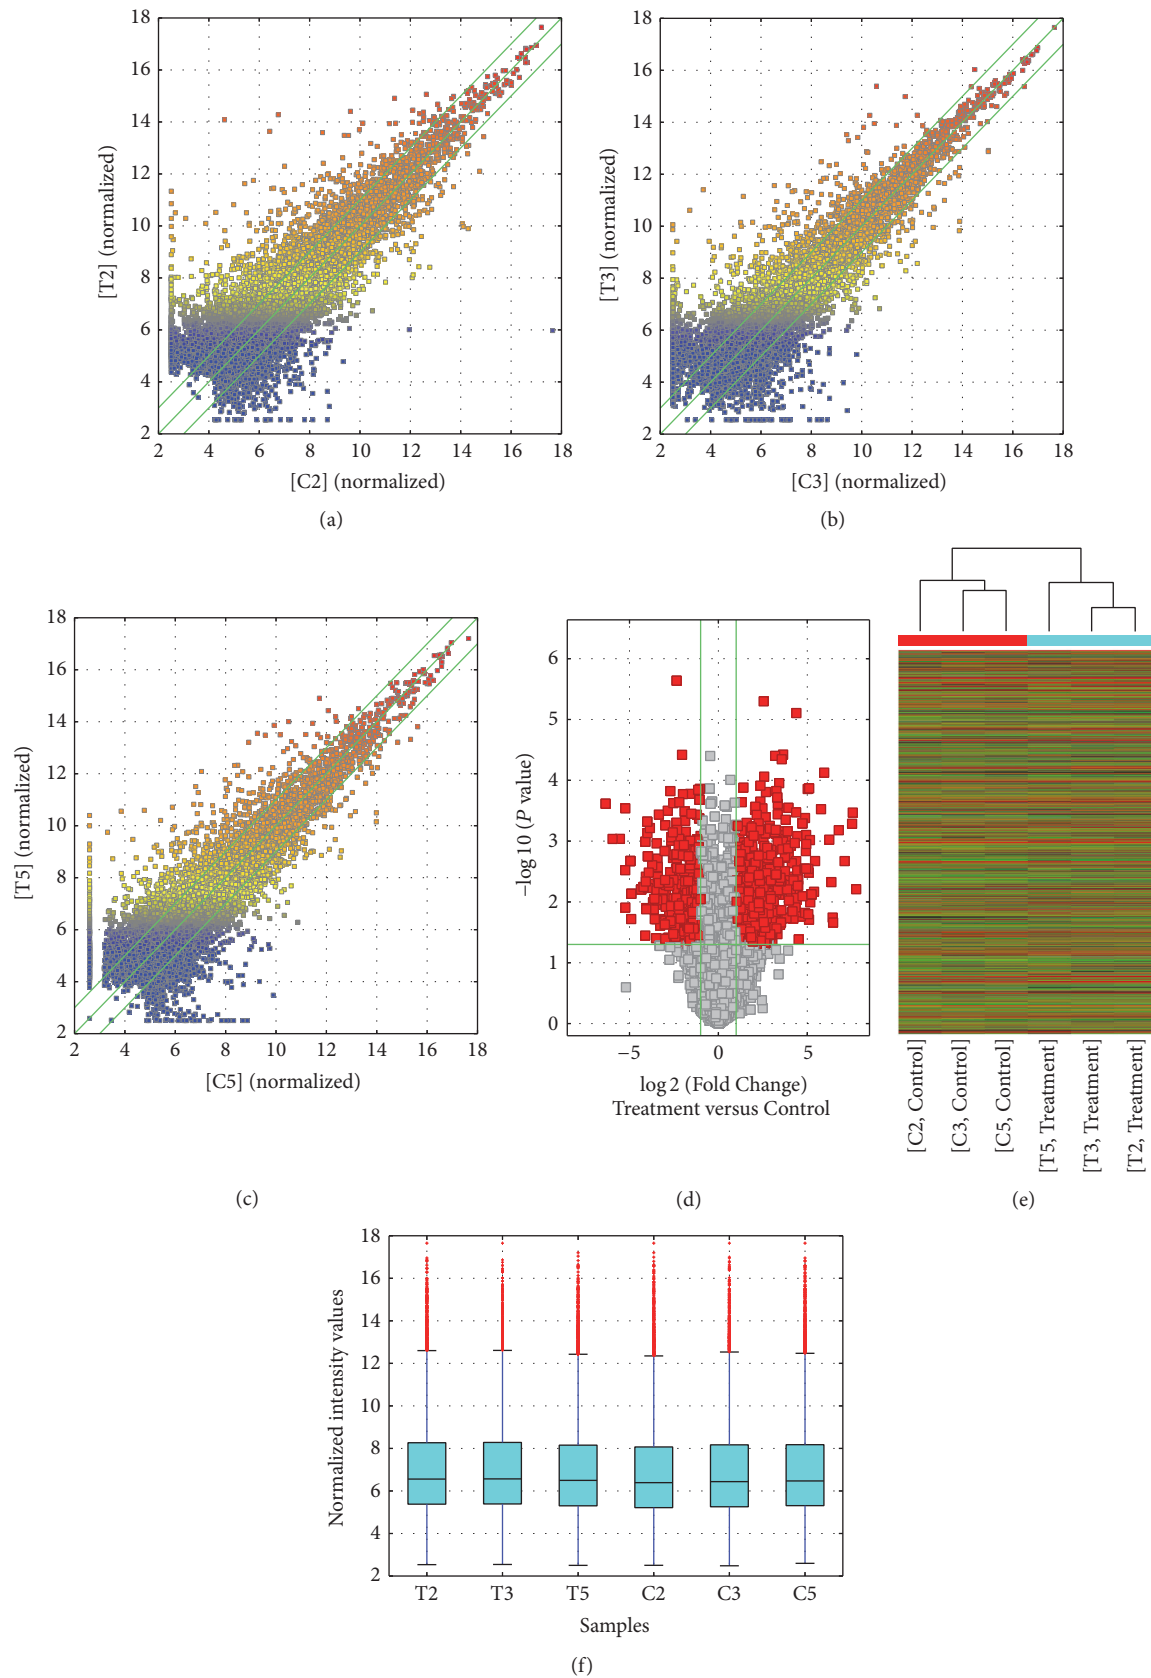 18
16
14
12
10
8
6
4
2
2 4 6 8 10 12 14 16 18
[T2] (normalized)
[C2] (normalized)
(a)
18
16
14
12
10
8
6
4
2
2 4 6 8 10 12 14 16 18
[T3] (normalized)
[C3] (normalized)
(b)
18
16
14
12
10
8
6
4
2
2 4 6 8 10 12 14 16 18
[T5] (normalized)
[C5] (normalized)
(c)
6
5
4
3
2
1
0
−5 0 5
−log 10 (P value)
log 2 (Fold Change)
Treatment versus Control
(d)
[C2, Control]
[C3, Control]
[C5, Control]
[T5, Treatment]
[T3, Treatment]
[T2, Treatment]
(e)
18
16
14
12
10
8
6
4
2
Normalized intensity values
T2 T3 T5 C2 C3 C5
Samples
(f)